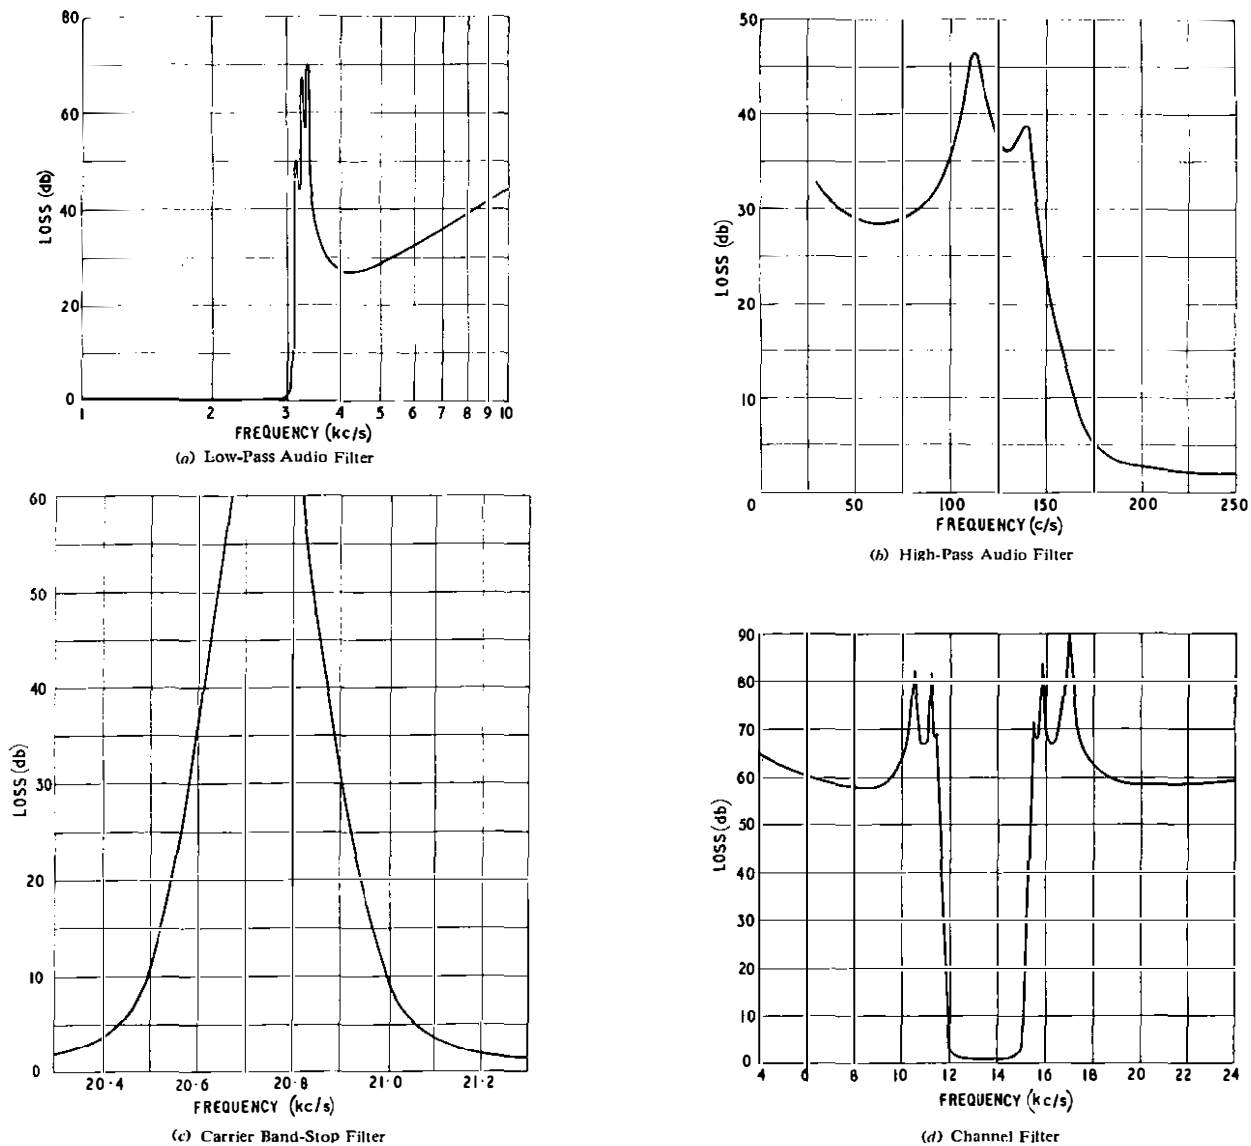 80
60
40
20
0
LOSS (db)
1 2 3 4 5 6 7 8 9 10
FREQUENCY (kc/s)
(a) Low-Pass Audio Filter
50
40
30
20
10
0
LOSS (db)
50 100 150 200 250
FREQUENCY (c/s)
(b) High-Pass Audio Filter
60
50
40
30
20
10
0
LOSS (db)
20·4 20·6 20·8 21·0 21·2
FREQUENCY (kc/s)
(c) Carrier Band-Stop Filter
90
80
70
60
50
40
30
20
10
0
LOSS (db)
4 6 8 10 12 14 16 18 20 22 24
FREQUENCY (kc/s)
(d) Channel Filter